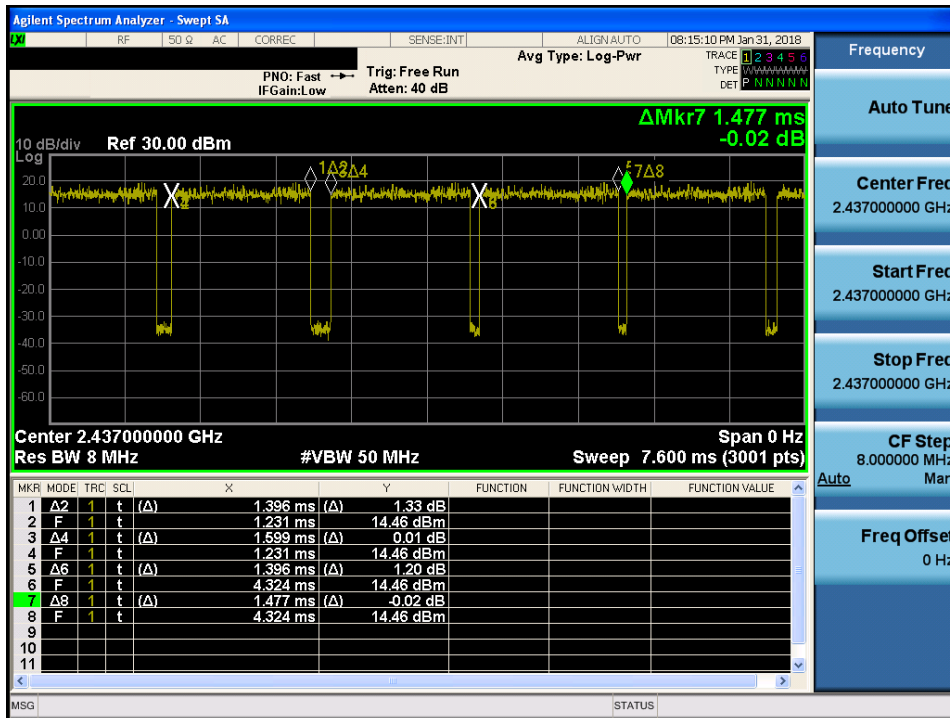 Agilent Spectrum Analyzer - Swept SA
LXI RF 50 Ω AC CORREC SENSE:INT ALIGN AUTO 08:15:10 PM Jan 31, 2018
PNO: Fast Trig: Free Run Avg Type: Log-Pwr TRACE 1 2 3 4 5 6
IFGain:Low Atten: 40 dB TYPE
DET P N N N N N
ΔMkr7 1.477 ms
-0.02 dB
10 dB/div Ref 30.00 dBm
Log
20.0
10.0
0.00
-10.0
-20.0
-30.0
-40.0
-50.0
-60.0
Center 2.437000000 GHz Span 0 Hz
Res BW 8 MHz #VBW 50 MHz Sweep 7.600 ms (3001 pts)
MKR MODE TRC SCL X Y FUNCTION FUNCTION WIDTH FUNCTION VALUE
1 Δ2 1 t (Δ) 1.396 ms (Δ) 1.33 dB
2 F 1 t 1.231 ms 14.46 dBm
3 Δ4 1 t (Δ) 1.599 ms (Δ) 0.01 dB
4 F 1 t 1.231 ms 14.46 dBm
5 Δ6 1 t (Δ) 1.396 ms (Δ) 1.20 dB
6 F 1 t 4.324 ms 14.46 dBm
7 Δ8 1 t (Δ) 1.477 ms (Δ) -0.02 dB
8 F 1 t 4.324 ms 14.46 dBm
9
10
11
MSG STATUS
Frequency
Auto Tune
Center Freq
2.437000000 GHz
Start Freq
2.437000000 GHz
Stop Freq
2.437000000 GHz
CF Step
8.000000 MHz
Auto Man
Freq Offset
0 Hz